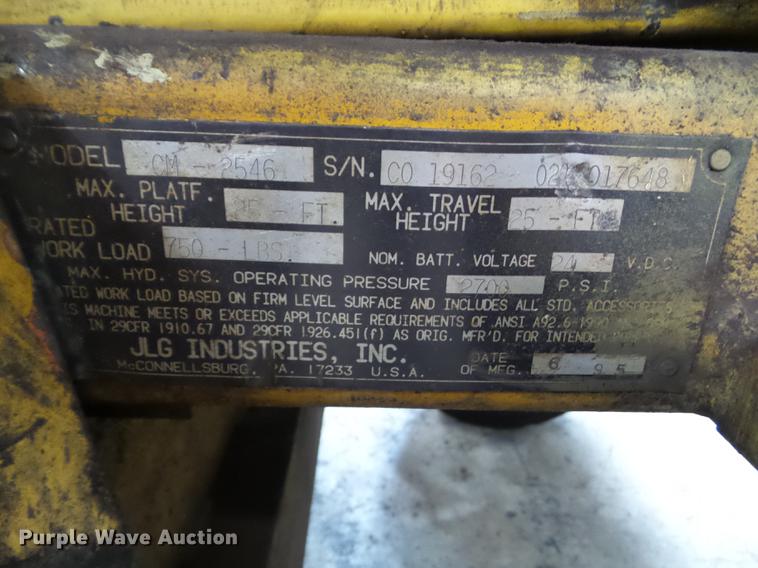 MODEL CM - 2546 S/N. CO 19162 017648
MAX. PLATF. HEIGHT 25 - FT. MAX. TRAVEL HEIGHT 25 - FT.
RATED WORK LOAD 750 - LBS. NOM. BATT. VOLTAGE 24 V.D.C.
MAX. HYD. SYS. OPERATING PRESSURE 2700 P.S.I.
RATED WORK LOAD BASED ON FIRM LEVEL SURFACE AND INCLUDES ALL STD. ACCESSORIES
THIS MACHINE MEETS OR EXCEEDS APPLICABLE REQUIREMENTS OF ANSI A92.6-1990
IN 29CFR 1910.67 AND 29CFR 1926.451(f) AS ORIG. MFR'D. FOR INTENDED
JLG INDUSTRIES, INC.
McCONNELLSBURG, PA. 17233 U.S.A.
DATE OF MFG. 6 95
Purple Wave Auction